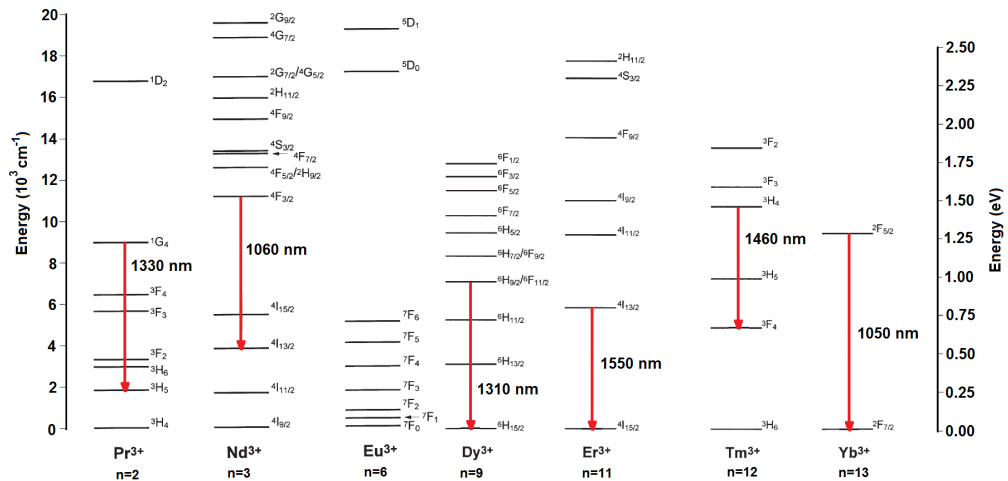 Energy (10³ cm⁻¹)
20
18
16
14
12
10
8
6
4
2
0
¹D₂
¹G₄
1330 nm
³F₄
³F₃
³F₂
³H₆
³H₅
³H₄
Pr³⁺
n=2
²G₉/₂
⁴G₇/₂
²G₇/₂/⁴G₅/₂
²H₁₁/₂
⁴F₉/₂
⁴S₃/₂
⁴F₇/₂
⁴F₅/₂/²H₉/₂
⁴F₃/₂
1060 nm
⁴I₁₅/₂
⁴I₁₃/₂
⁴I₁₁/₂
⁴I₉/₂
Nd³⁺
n=3
⁵D₁
⁵D₀
⁷F₆
⁷F₅
⁷F₄
⁷F₃
⁷F₂
⁷F₁
⁷F₀
Eu³⁺
n=6
⁶F₁/₂
⁶F₃/₂
⁶F₅/₂
⁶F₇/₂
⁶H₅/₂
⁶H₇/₂/⁶F₉/₂
⁶H₉/₂/⁶F₁₁/₂
⁶H₁₁/₂
⁶H₁₃/₂
1310 nm
⁶H₁₅/₂
Dy³⁺
n=9
²H₁₁/₂
⁴S₃/₂
⁴F₉/₂
⁴I₉/₂
⁴I₁₁/₂
⁴I₁₃/₂
1550 nm
⁴I₁₅/₂
Er³⁺
n=11
³F₂
³F₃
³H₄
1460 nm
³H₅
³F₄
³H₆
Tm³⁺
n=12
²F₅/₂
1050 nm
²F₇/₂
Yb³⁺
n=13
2.50
2.25
2.00
1.75
1.50
1.25
1.00
0.75
0.50
0.25
0.00
Energy (eV)